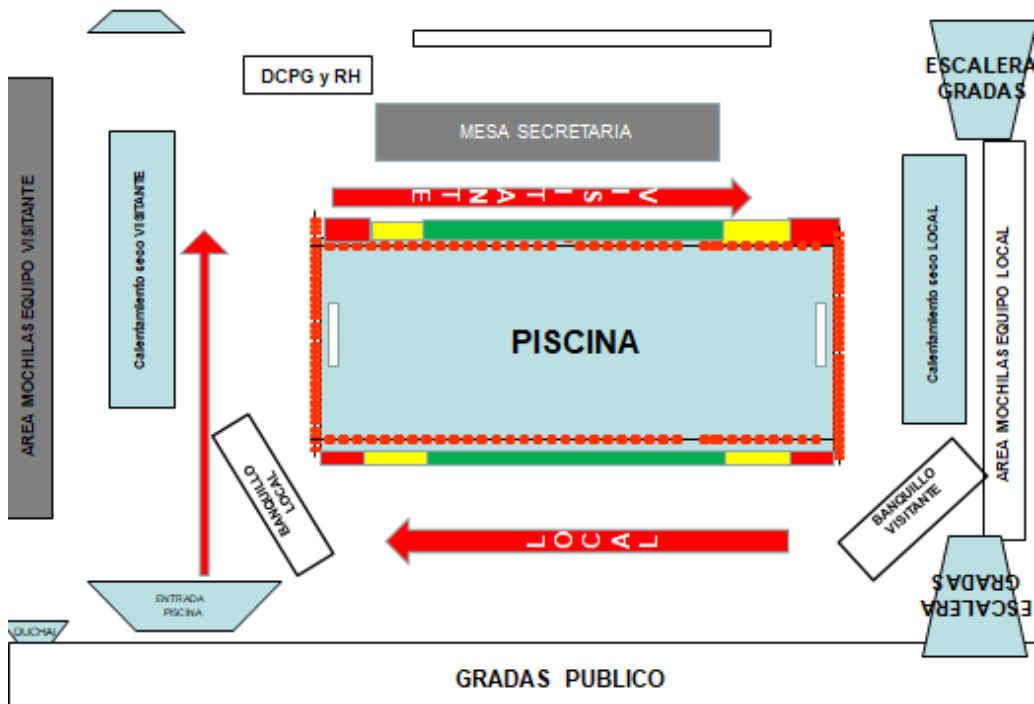 DCPG y RH
ESCALERA
GRADAS
MESA SECRETARIA
VISITANTE
AREA MOCHILAS EQUIPO VISITANTE
Calentamiento seco VISITANTE
PISCINA
Calentamiento seco LOCAL
AREA MOCHILAS EQUIPO LOCAL
BANQUILLO
LOCAL
BANQUILLO
VISITANTE
LOCAL
ENTRADA
PISCINA
ESCALERA
GRADAS
GRADAS PUBLICO